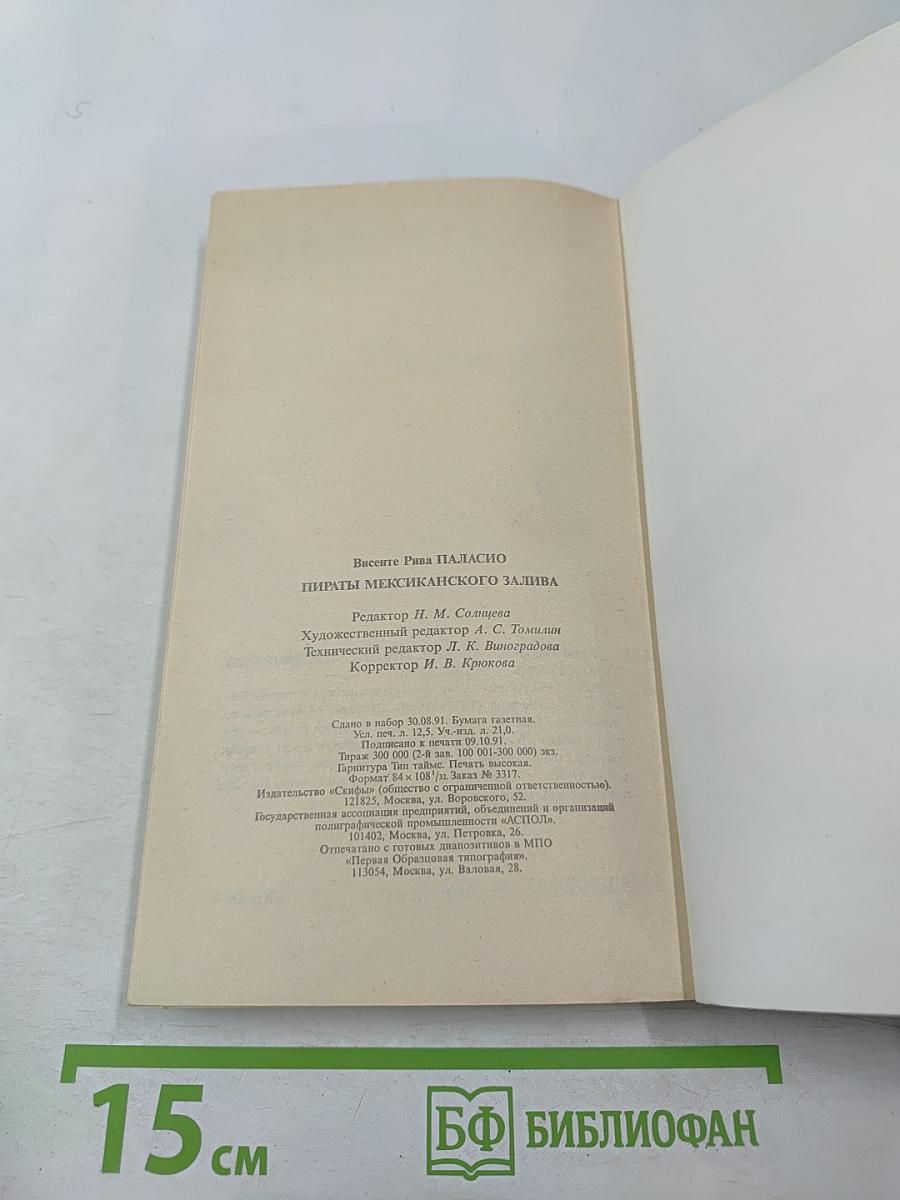 Висенте Рива ПАЛАСИО
ПИРАТЫ МЕКСИКАНСКОГО ЗАЛИВА
Редактор Н. М. Солнцева
Художественный редактор А. С. Томилин
Технический редактор Л. К. Виноградова
Корректор И. В. Крюкова
Сдано в набор 30.08.91. Бумага газетная.
Усл. печ. л. 12,5. Уч.-изд. л. 21,0.
Подписано к печати 09.10.91.
Тираж 300 000 (2-й зав. 100 001-300 000) экз.
Гарнитура Тип таймс. Печать высокая.
Формат 84 × 108 1/32. Заказ № 3317.
Издательство «Скифы» (общество с ограниченной ответственностью).
121825, Москва, ул. Воровского, 52.
Государственная ассоциация предприятий, объединений и организаций
полиграфической промышленности «АСПОЛ».
101402, Москва, ул. Петровка, 26.
Отпечатано с готовых диапозитивов в МПО
«Первая Образцовая типография».
113054, Москва, ул. Валовая, 28.
15 см
БФ БИБЛИОФАН